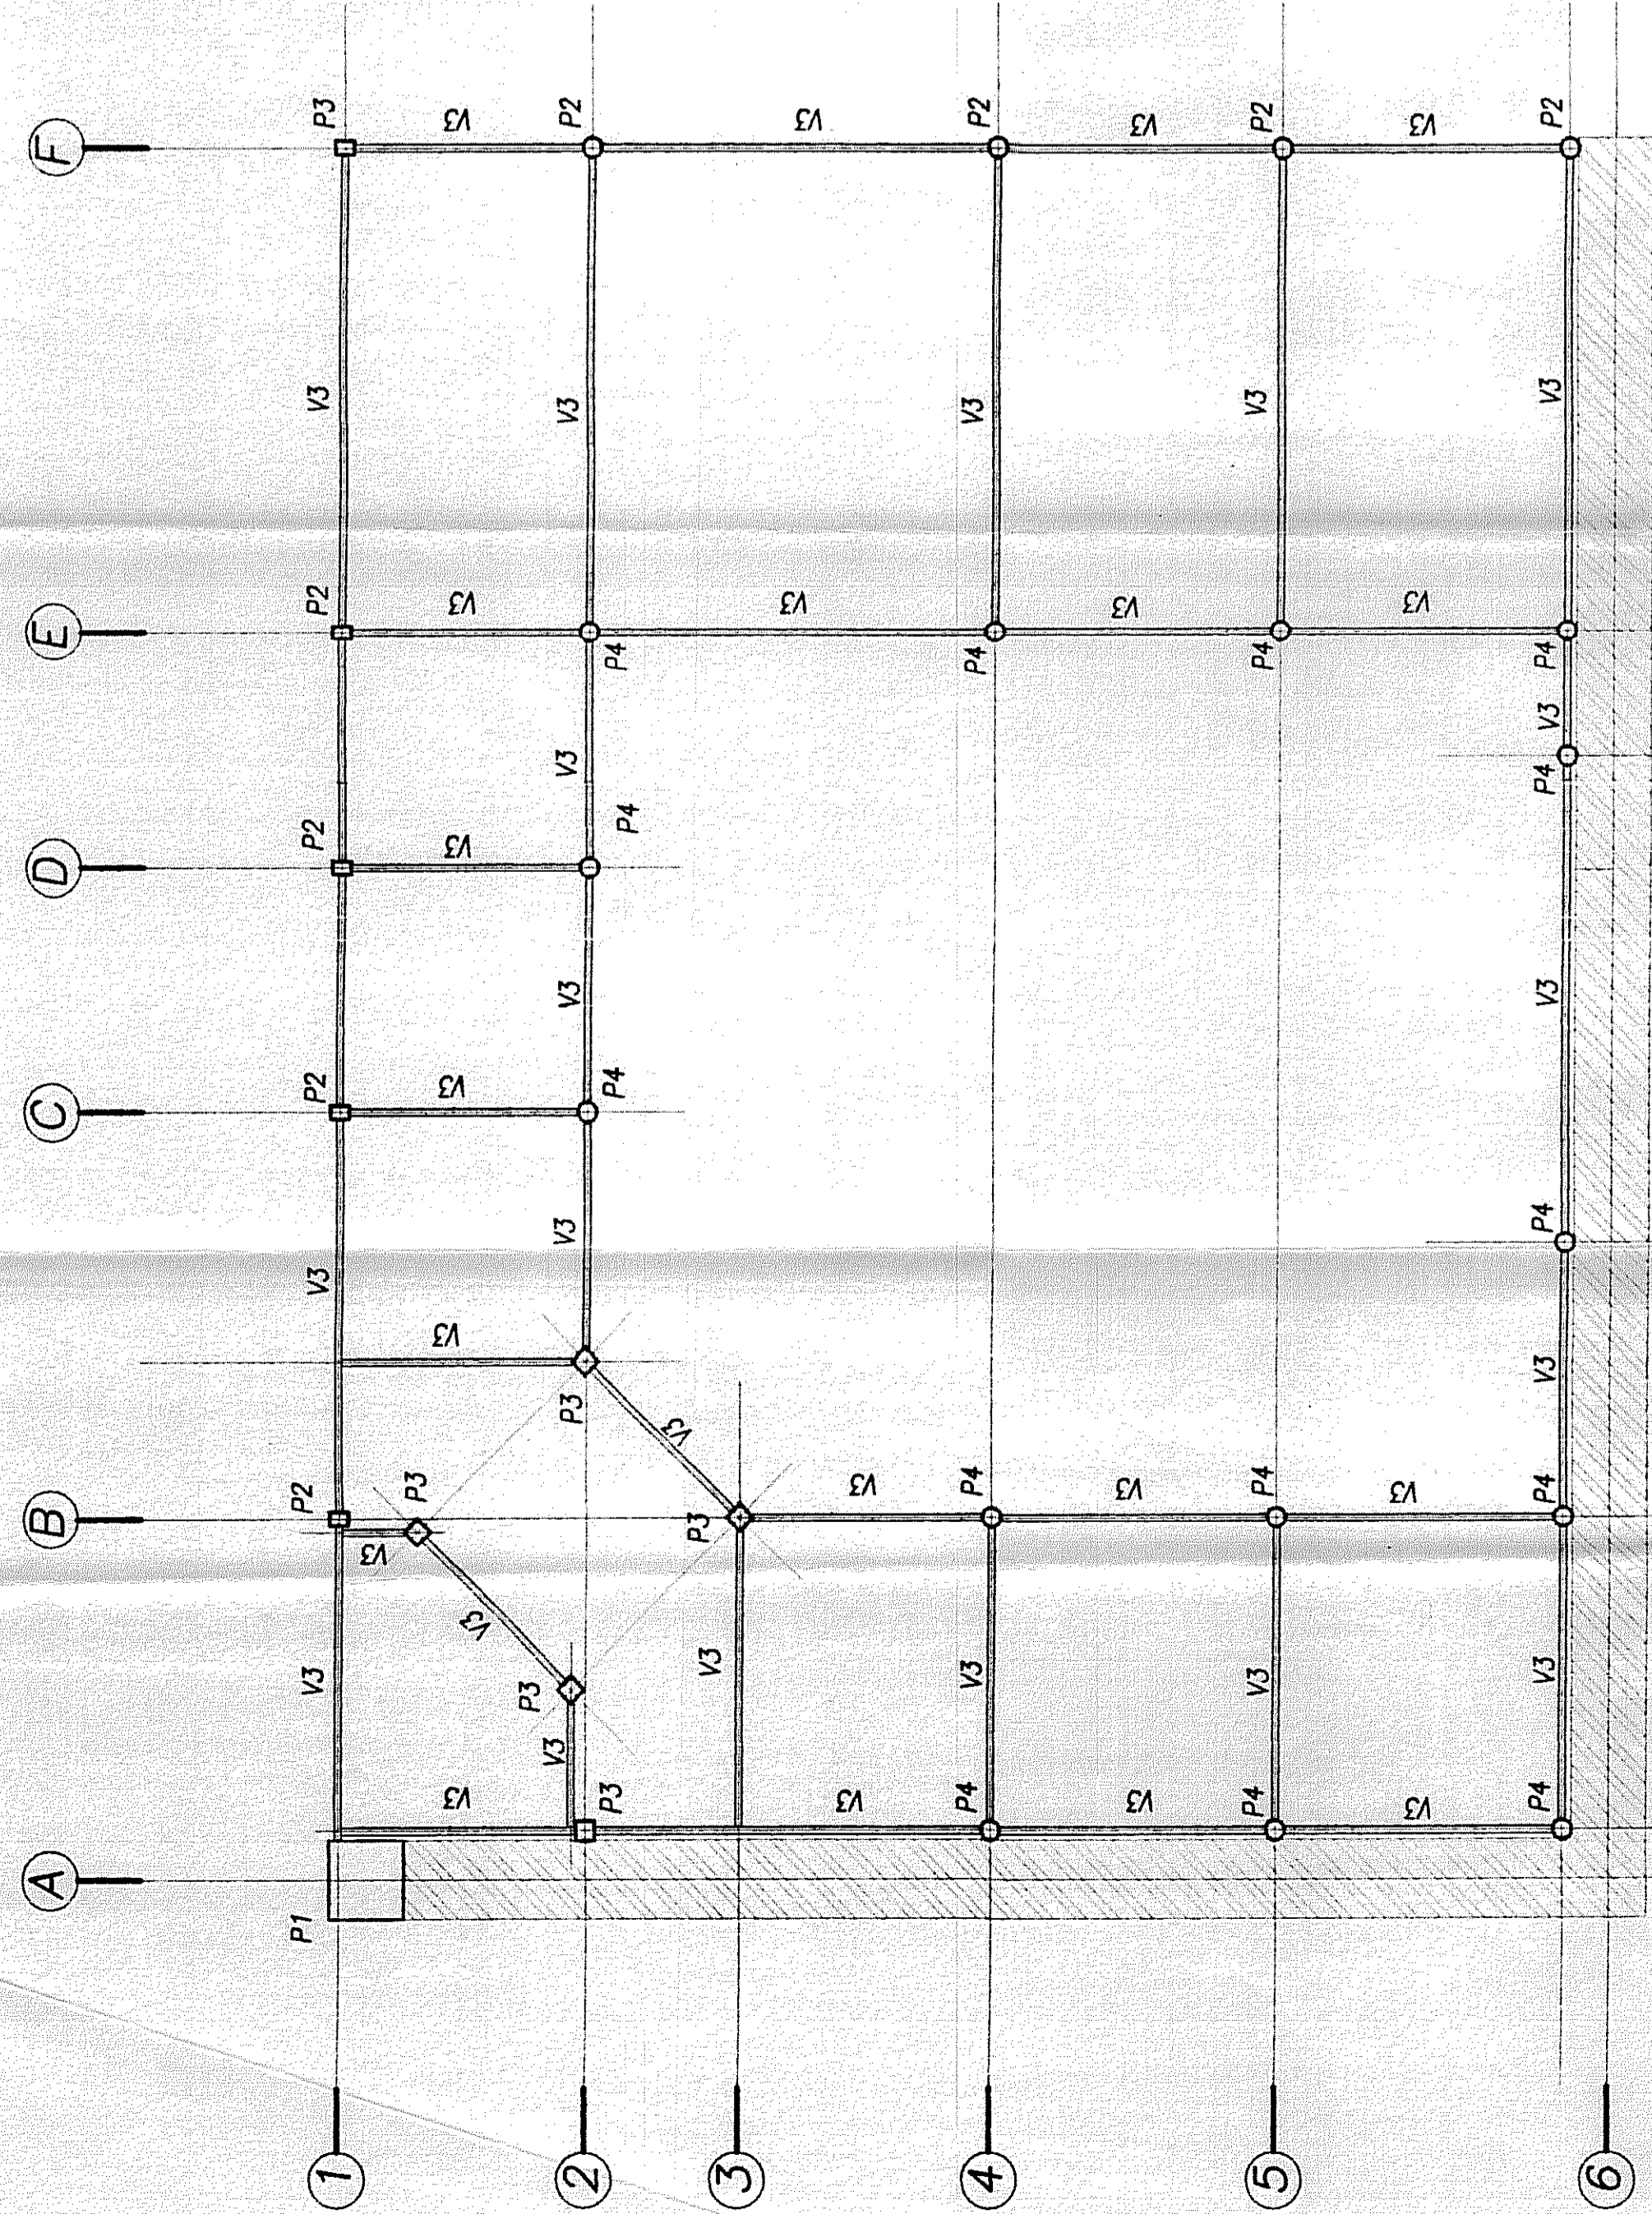 A B C D E F
P1 P2 P2 P2 P2 P3
1 V3 V3 V3
V3 P3
V3 V3 V3 V3 V3 V3
V3
P3
V3 P3 V3 V3 V3 V3 P2
2
P3 P4 P4 P4
V3
V3 P3
3
V3 V3 V3 V3
P4 V3 P4 P4 V3 P2
4
V3 V3 V3 V3
P4 V3 P4 P4 V3 P2
5
V3 V3 V3 V3
P4 V3 P4 V3 P4 V3 P4 V3 P4 V3 P2
6